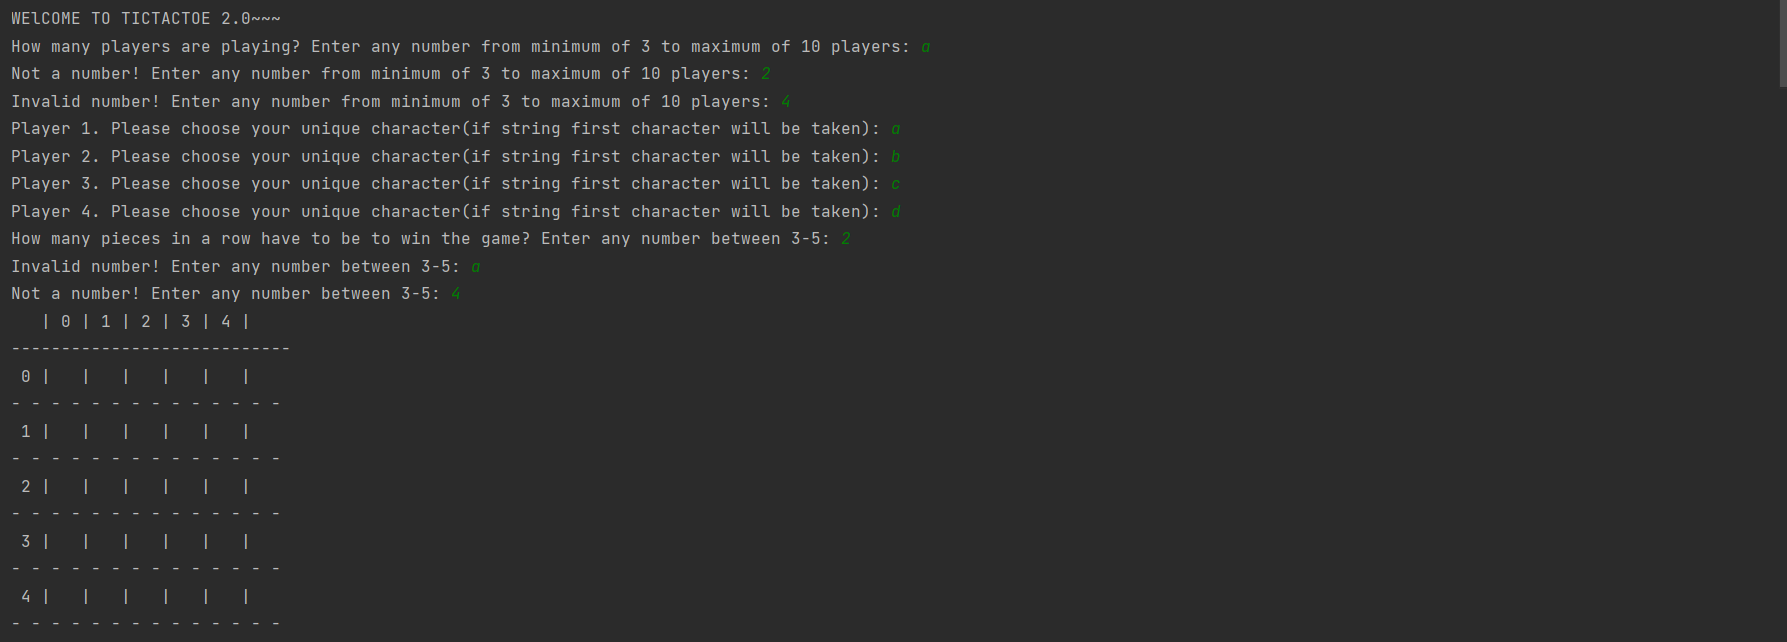 WElCOME TO TICTACTOE 2.0~~~
How many players are playing? Enter any number from minimum of 3 to maximum of 10 players: a
Not a number! Enter any number from minimum of 3 to maximum of 10 players: 2
Invalid number! Enter any number from minimum of 3 to maximum of 10 players: 4
Player 1. Please choose your unique character(if string first character will be taken): a
Player 2. Please choose your unique character(if string first character will be taken): b
Player 3. Please choose your unique character(if string first character will be taken): c
Player 4. Please choose your unique character(if string first character will be taken): d
How many pieces in a row have to be to win the game? Enter any number between 3-5: 2
Invalid number! Enter any number between 3-5: a
Not a number! Enter any number between 3-5: 4
   | 0 | 1 | 2 | 3 | 4 |
----------------------------
 0 |   |   |   |   |   |
- - - - - - - - - - - - - -
 1 |   |   |   |   |   |
- - - - - - - - - - - - - -
 2 |   |   |   |   |   |
- - - - - - - - - - - - - -
 3 |   |   |   |   |   |
- - - - - - - - - - - - - -
 4 |   |   |   |   |   |
- - - - - - - - - - - - - -